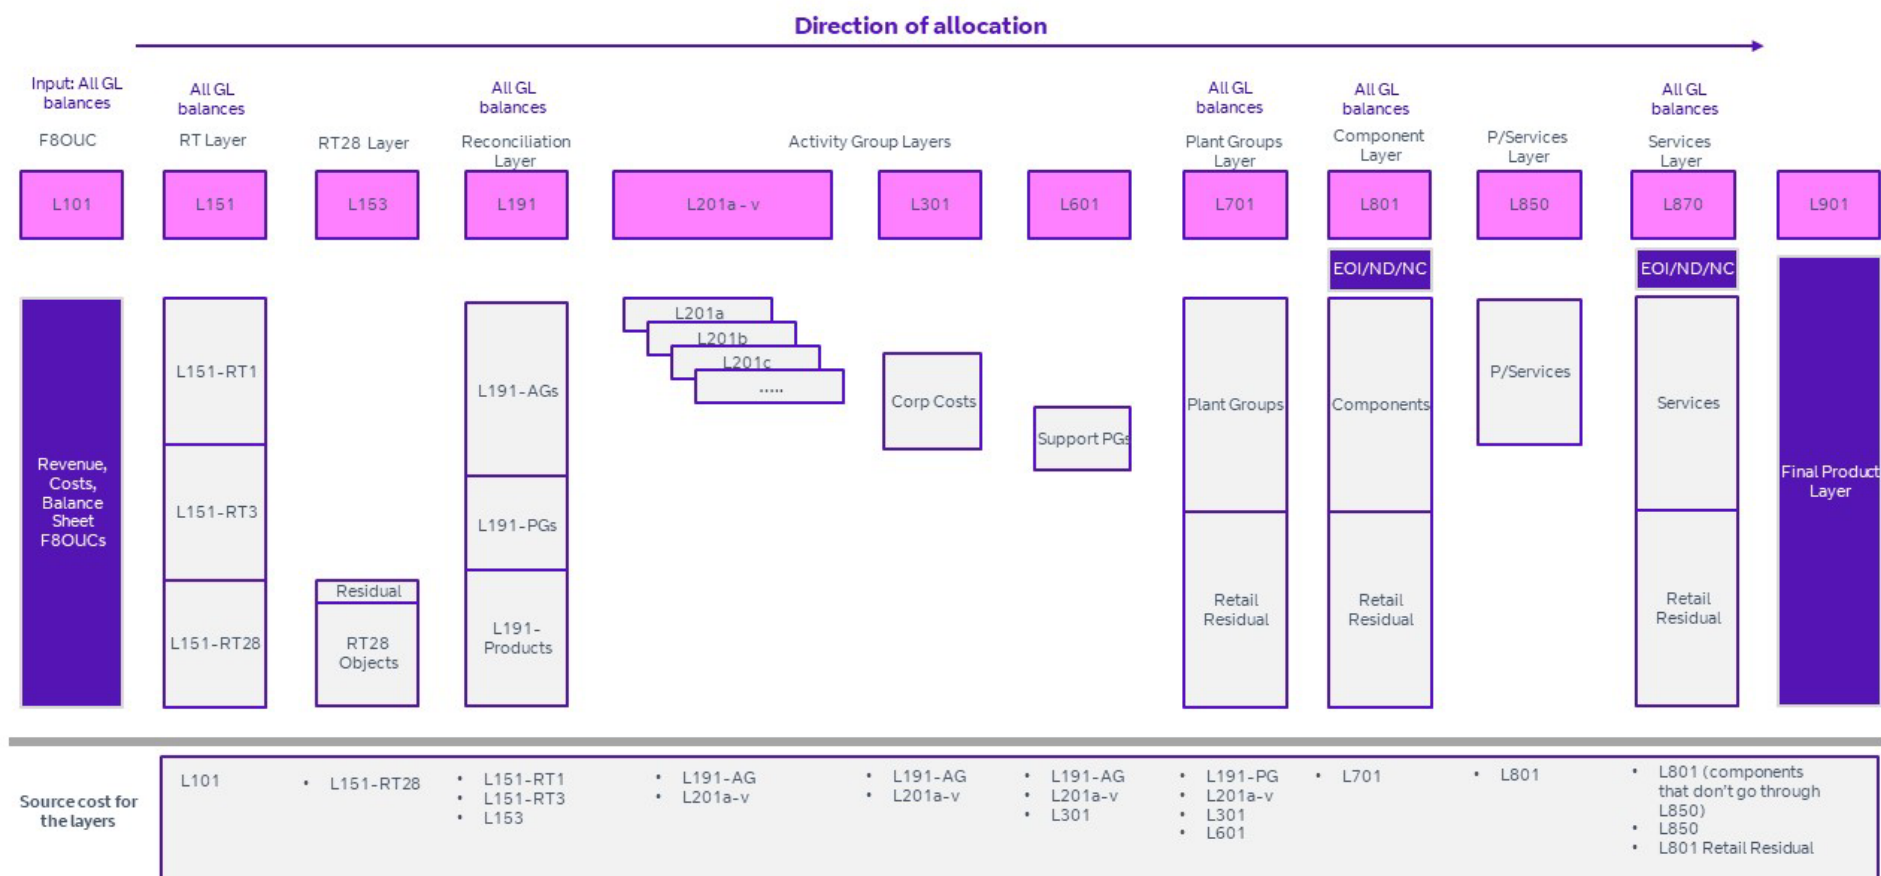 Direction of allocation
Input: All GL
balances
All GL
balances
All GL
balances
All GL
balances
All GL
balances
All GL
balances
F8OUC
RT Layer
RT28 Layer
Reconciliation
Layer
Activity Group Layers
Plant Groups
Layer
Component
Layer
P/Services
Layer
Services
Layer
L101
L151
L153
L191
L201a - v
L301
L601
L701
L801
L850
L870
L901
EOI/ND/NC
EOI/ND/NC
Revenue,
Costs,
Balance
Sheet
F8OUCs
L151-RT1
L151-RT3
L151-RT28
Residual
RT28
Objects
L191-AGs
L191-PGs
L191-
Products
L201a
L201b
L201c
.....
Corp Costs
Support PGs
Plant Groups
Retail
Residual
Components
Retail
Residual
P/Services
Services
Retail
Residual
Final Product
Layer
Source cost for
the layers
L101
• L151-RT28
• L151-RT1
• L151-RT3
• L153
• L191-AG
• L201a-v
• L191-AG
• L201a-v
• L191-AG
• L201a-v
• L301
• L191-PG
• L201a-v
• L301
• L601
• L701
• L801
• L801 (components
that don't go through
L850)
• L850
• L801 Retail Residual